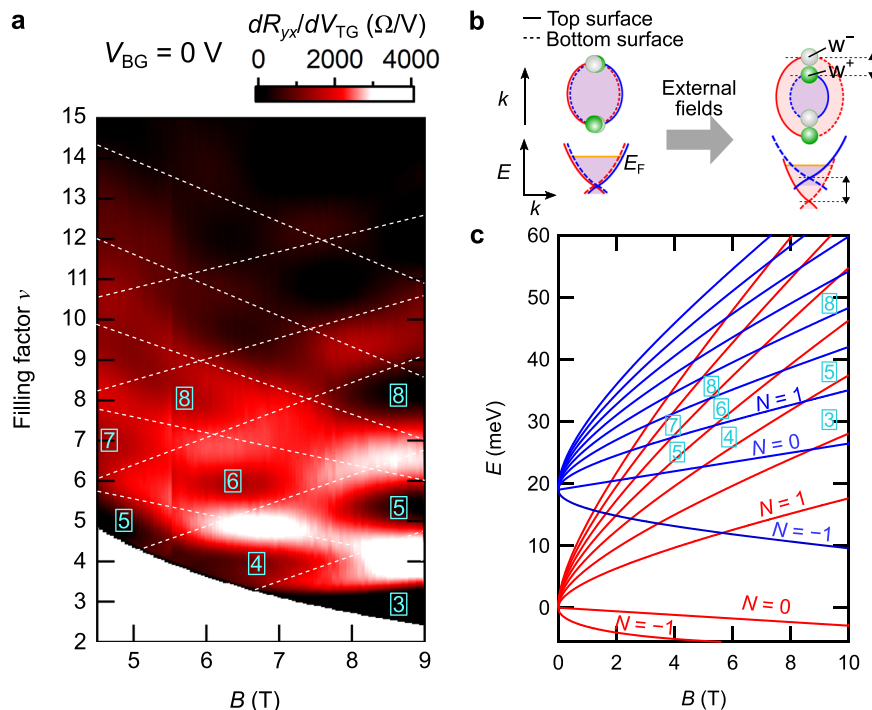 a
V_BG = 0 V
dR_yx/dV_TG (Ω/V)
0 2000 4000
Filling factor ν
15
14
13
12
11
10
9
8
7
6
5
4
3
2
8
7
6
5
4
8
5
3
5 6 7 8 9
B (T)
b
Top surface
Bottom surface
k
External
fields
W⁻
W⁺
E
E_F
k
c
E (meV)
60
50
40
30
20
10
0
8
5
3
8
7
6
5
4
N = 1
N = 0
N = 1
N = −1
N = 0
N = −1
0 2 4 6 8 10
B (T)